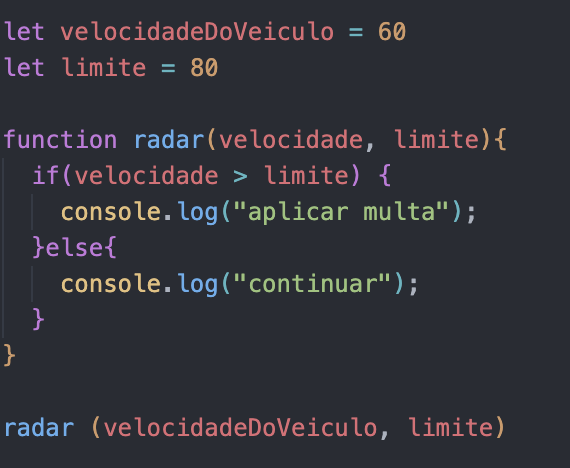 let velocidadeDoVeiculo = 60
let limite = 80
function radar(velocidade, limite){
if(velocidade > limite) {
console.log("aplicar multa");
}else{
console.log("continuar");
}
}
radar (velocidadeDoVeiculo, limite)